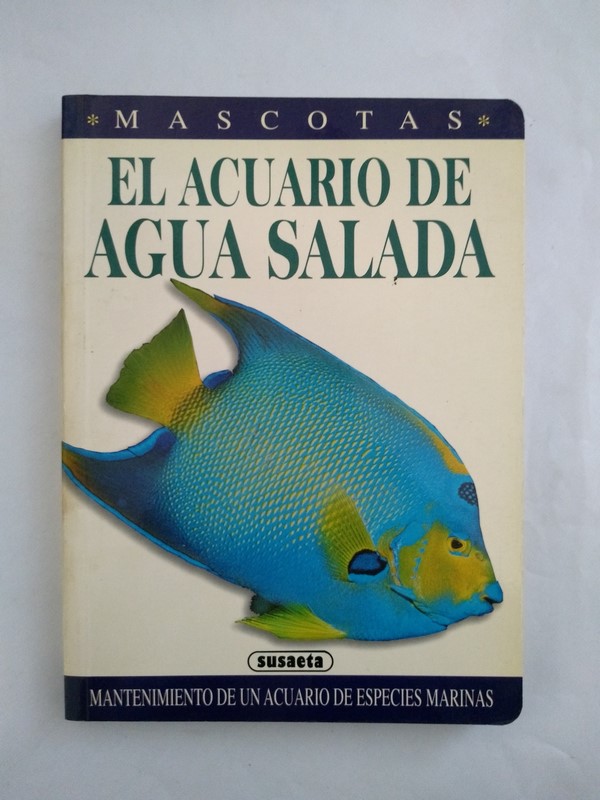 * MASCOTAS *
EL ACUARIO DE
AGUA SALADA
susaeta
MANTENIMIENTO DE UN ACUARIO DE ESPECIES MARINAS